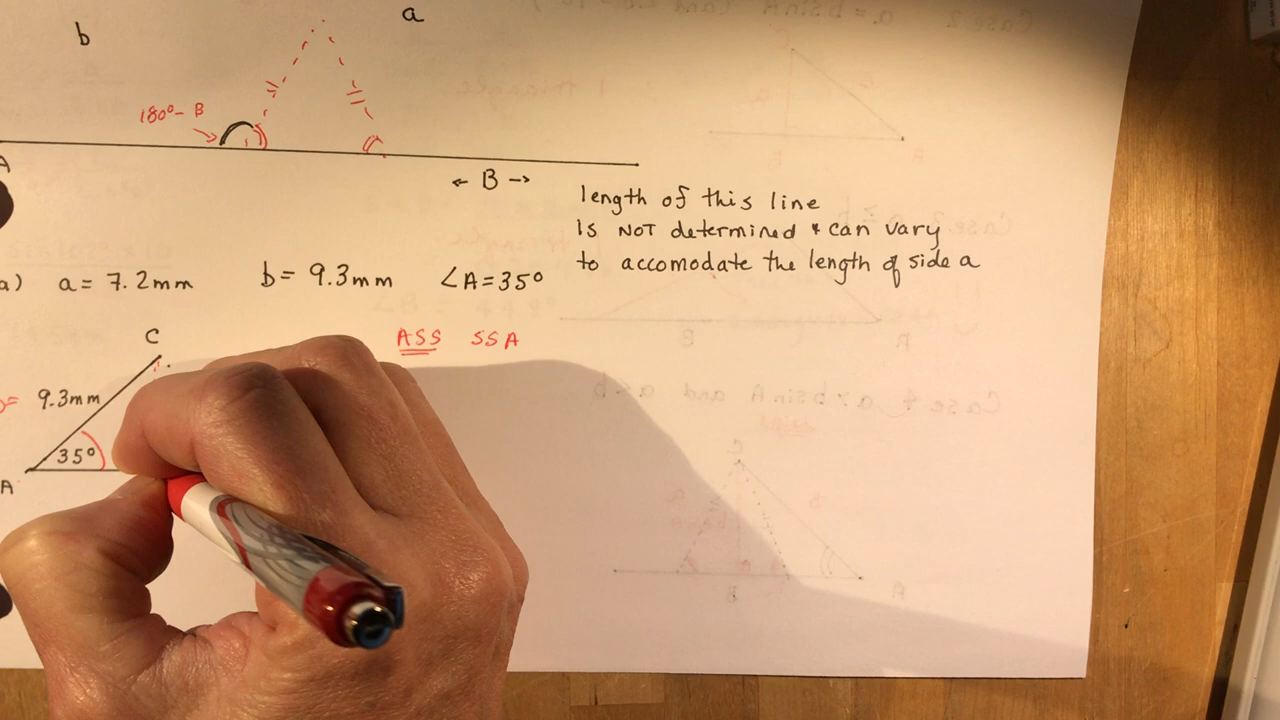 b
a
180°- B
A
← B →
length of this line
Is NOT determined & can vary
to accomodate the length of side a
a) a = 7.2mm b = 9.3mm ∠A = 35°
ASS SSA
C
b= 9.3mm
35°
A